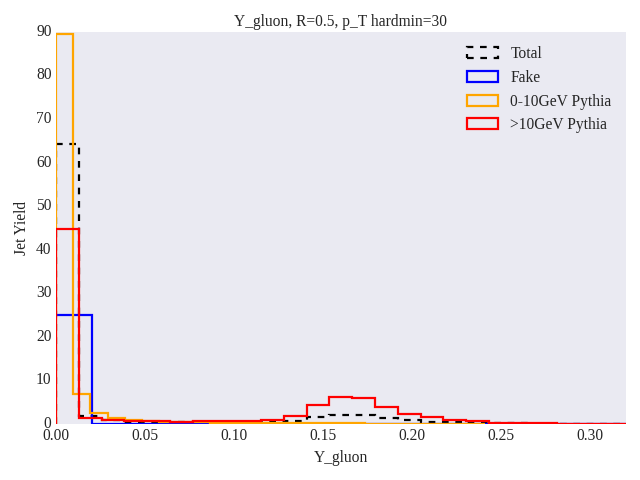 Y_gluon, R=0.5, p_T hardmin=30
90
80
70
60
50
40
30
20
10
0
Jet Yield
Total
Fake
0-10GeV Pythia
>10GeV Pythia
0.00 0.05 0.10 0.15 0.20 0.25 0.30
Y_gluon